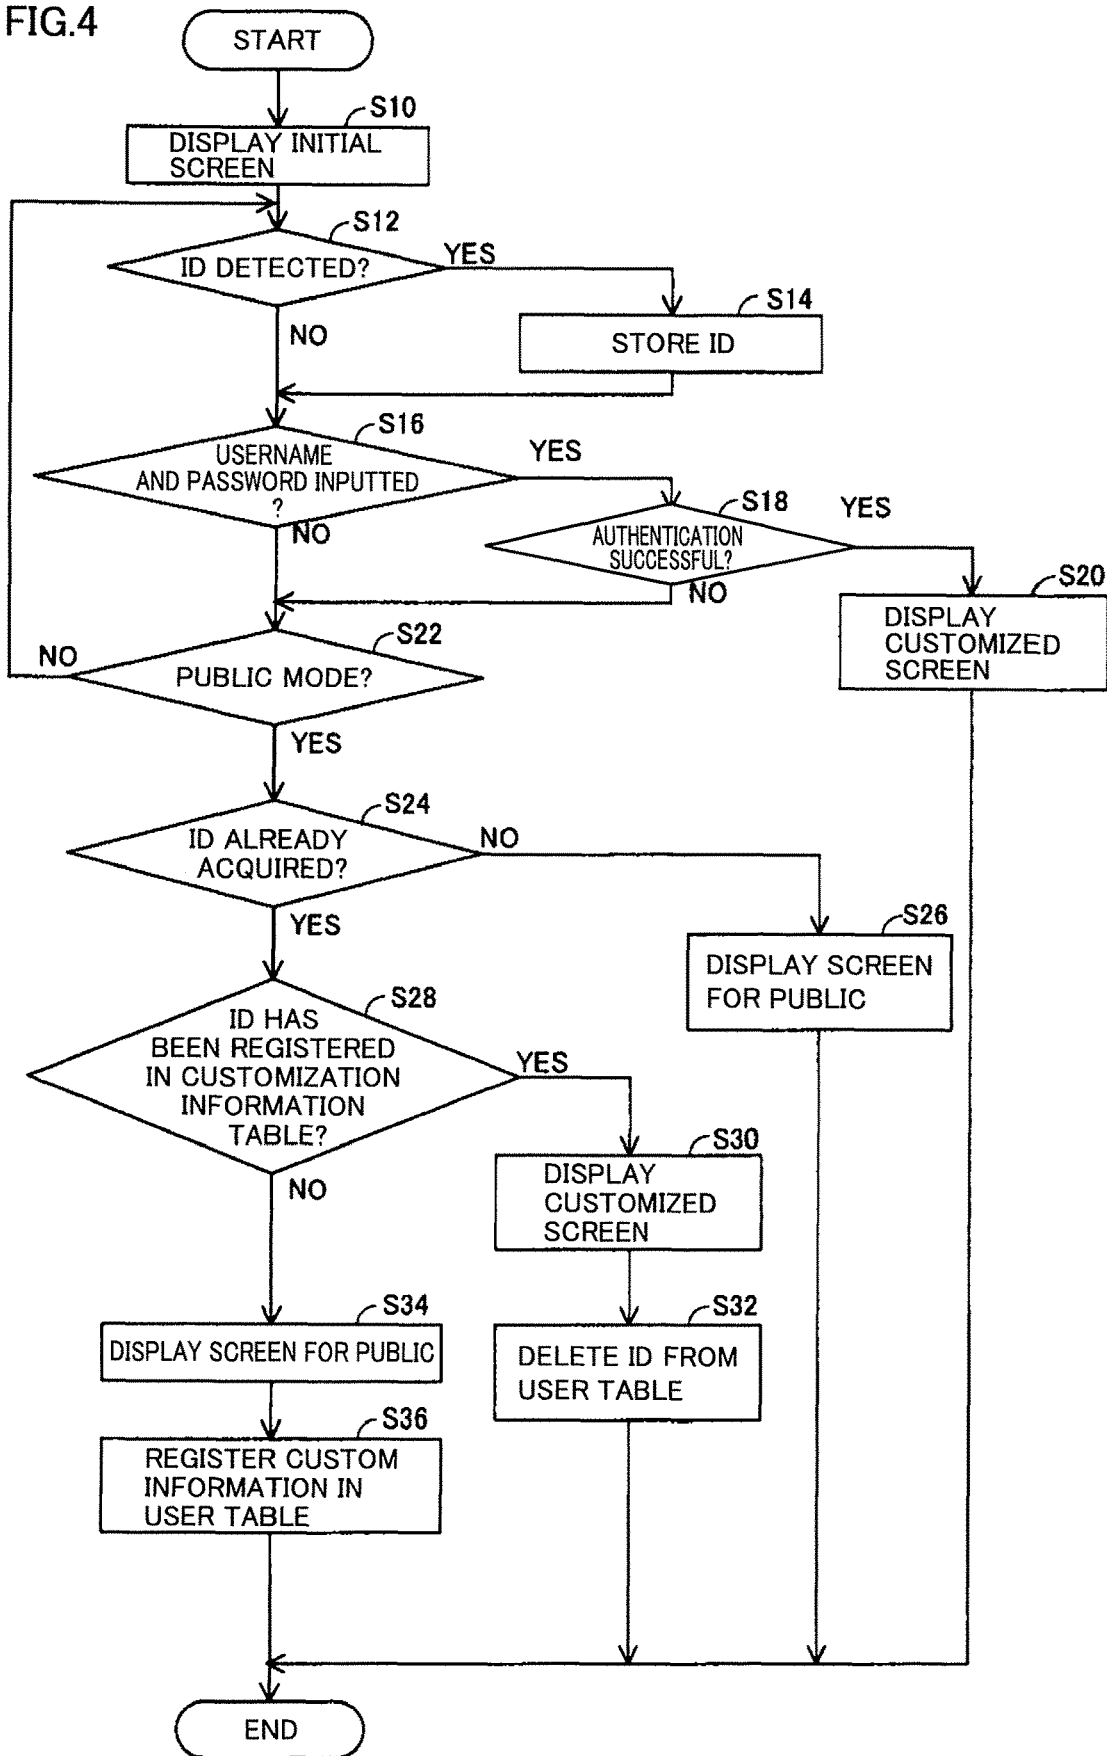 FIG.4
START
S10
DISPLAY INITIAL
SCREEN
S12
ID DETECTED?
YES
NO
S14
STORE ID
S16
USERNAME
AND PASSWORD INPUTTED
?
YES
NO
S18
AUTHENTICATION
SUCCESSFUL?
YES
NO
S20
DISPLAY
CUSTOMIZED
SCREEN
S22
NO
PUBLIC MODE?
YES
S24
ID ALREADY
ACQUIRED?
NO
YES
S26
DISPLAY SCREEN
FOR PUBLIC
S28
ID HAS
BEEN REGISTERED
IN CUSTOMIZATION
INFORMATION
TABLE?
YES
NO
S30
DISPLAY
CUSTOMIZED
SCREEN
S32
DELETE ID FROM
USER TABLE
S34
DISPLAY SCREEN FOR PUBLIC
S36
REGISTER CUSTOM
INFORMATION IN
USER TABLE
END